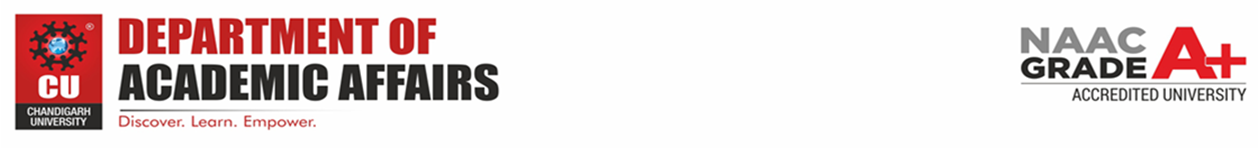 ®
CU
CHANDIGARH
UNIVERSITY
DEPARTMENT OF
ACADEMIC AFFAIRS
Discover. Learn. Empower.
NAAC
GRADE A+
ACCREDITED UNIVERSITY